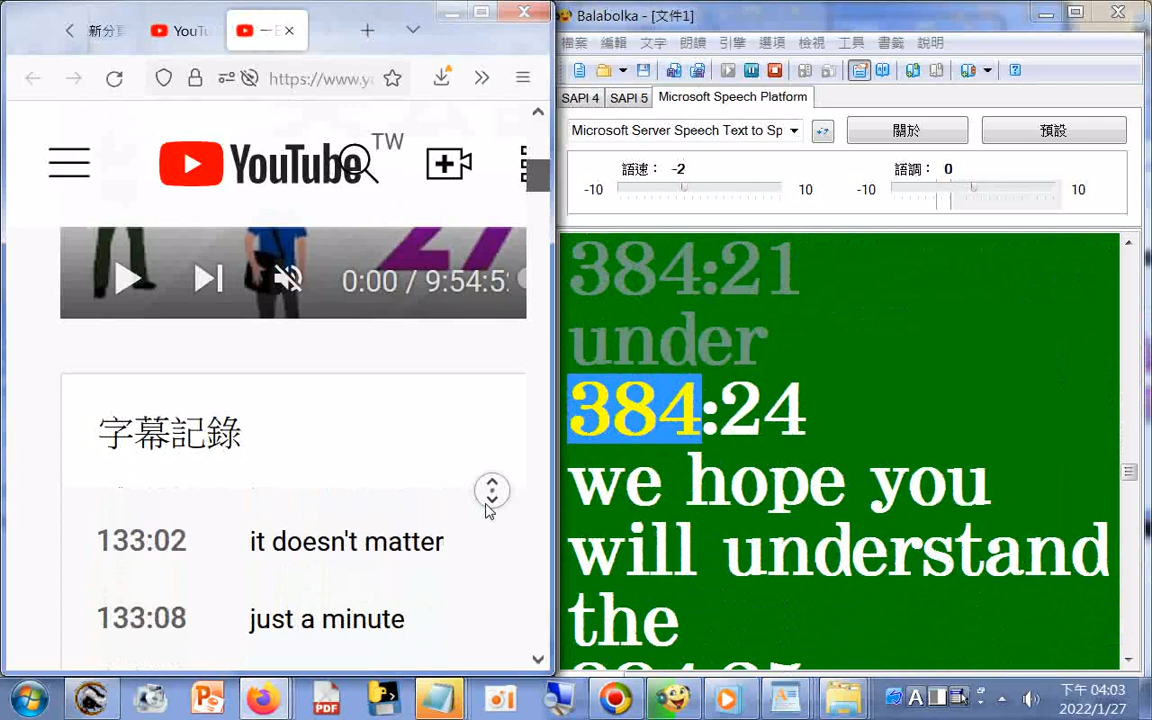 新分頁
YouTu
一 E
https://www.y
TW
YouTube
27
0:00 / 9:54:5
字幕記錄
133:02 it doesn't matter
133:08 just a minute
Balabolka - [文件1]
檔案 編輯 文字 朗讀 引擎 選項 檢視 工具 書籤 說明
SAPI 4 SAPI 5 Microsoft Speech Platform
Microsoft Server Speech Text to Sp
關於 預設
語速： -2
語調： 0
-10 10 -10 10
384:21
under
384:24
we hope you
will understand
the
384:25
PDF
A
下午 04:03
2022/1/27